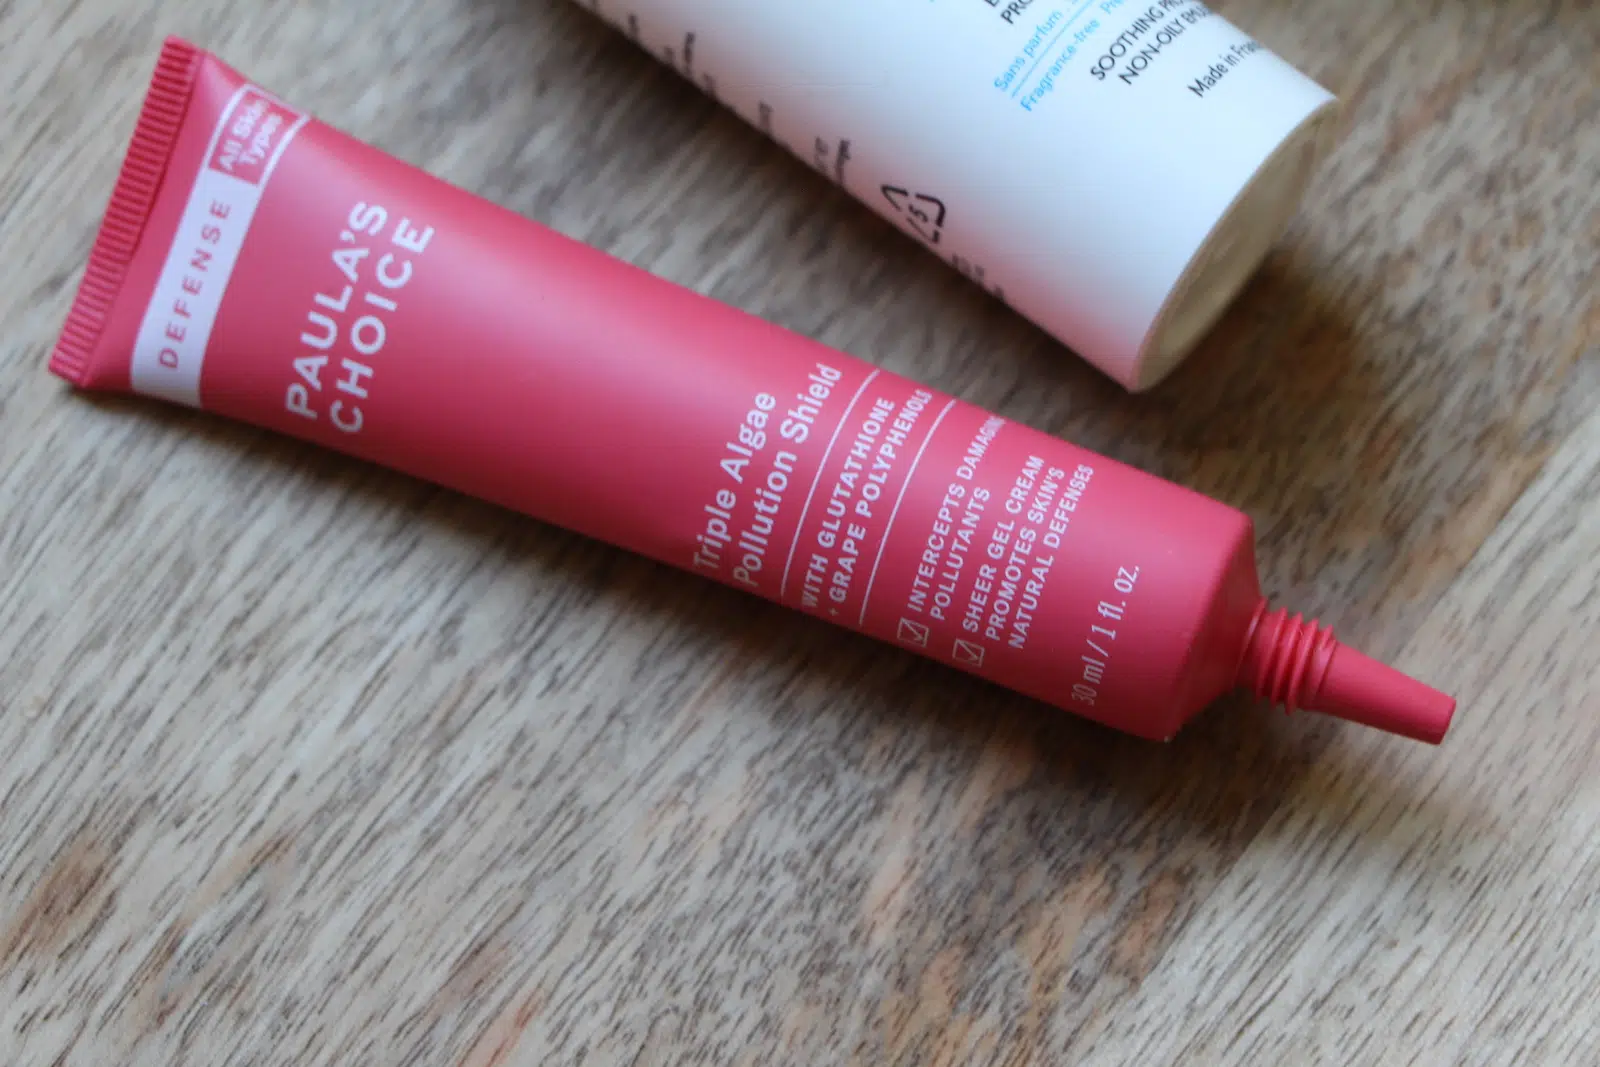 All Skin
Types
DEFENSE
PAULA'S
CHOICE
Triple Algae
Pollution Shield
WITH GLUTATHIONE
+ GRAPE POLYPHENOLS
INTERCEPTS DAMAGING
POLLUTANTS
SHEER GEL CREAM
PROMOTES SKIN'S
NATURAL DEFENSES
30 ml / 1 fl. oz.
Sans parfum
Fragrance-free
SOOTHING
NON-OILY
Made in
5